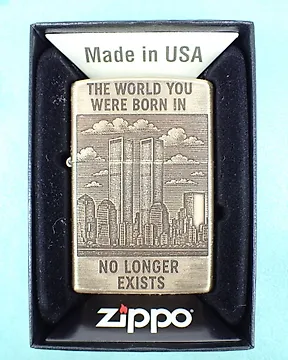 Made in USA
THE WORLD YOU
WERE BORN IN
NO LONGER
EXISTS
zippo